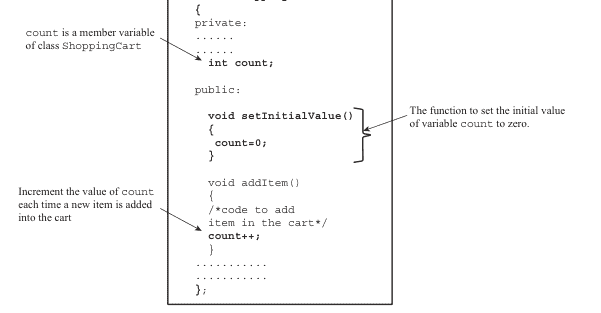 {
private:
......
......
int count;
public:
void setInitialValue()
{
count=0;
}
void addItem()
{
/*code to add
item in the cart*/
count++;
}
...........
...........
};
count is a member variable
of class ShoppingCart
The function to set the initial value
of variable count to zero.
Increment the value of count
each time a new item is added
into the cart